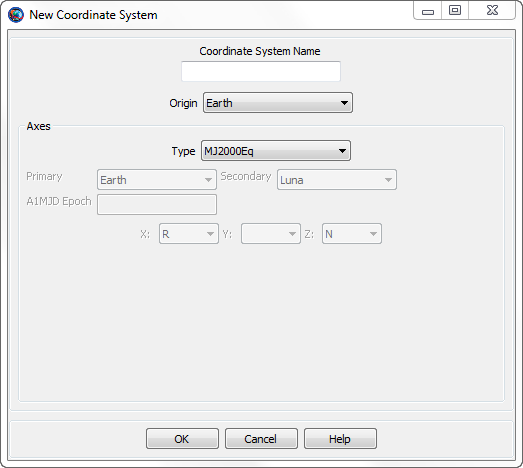 New Coordinate System
Coordinate System Name
Origin Earth
Axes
Type MJ2000Eq
Primary Earth Secondary Luna
A1MJD Epoch
X: R Y: Z: N
OK Cancel Help